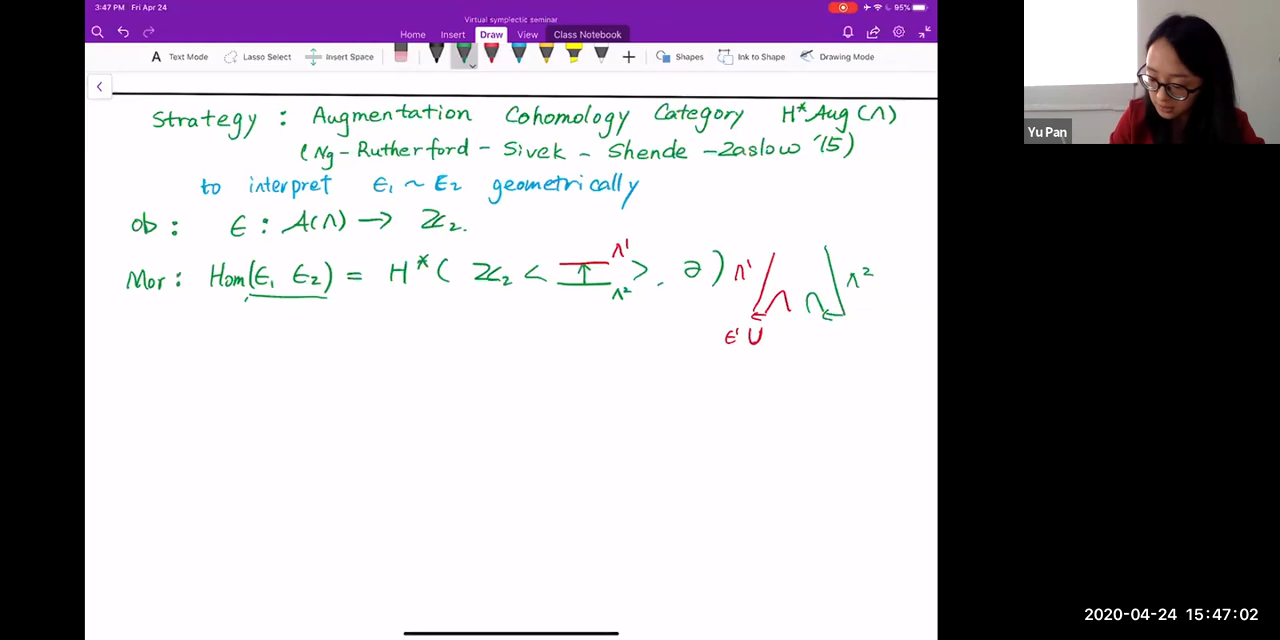 3:47 PM Fri Apr 24
95%
Virtual symplectic seminar
Home Insert Draw View Class Notebook
Text Mode Lasso Select Insert Space Shapes Ink to Shape Drawing Mode
Strategy : Augmentation Cohomology Category H*Aug(Λ)
(Ng - Rutherford - Sivek - Shende - Zaslow '15)
to interpret ε₁ ~ ε₂ geometrically
ob : ε : A(Λ) → ℤ₂.
Mor : Hom(ε₁ ε₂) = H*( ℤ₂ < Λ¹ ↑ Λ² > . ∂ ) Λ¹ Λ²
ε¹
Yu Pan
2020-04-24 15:47:02